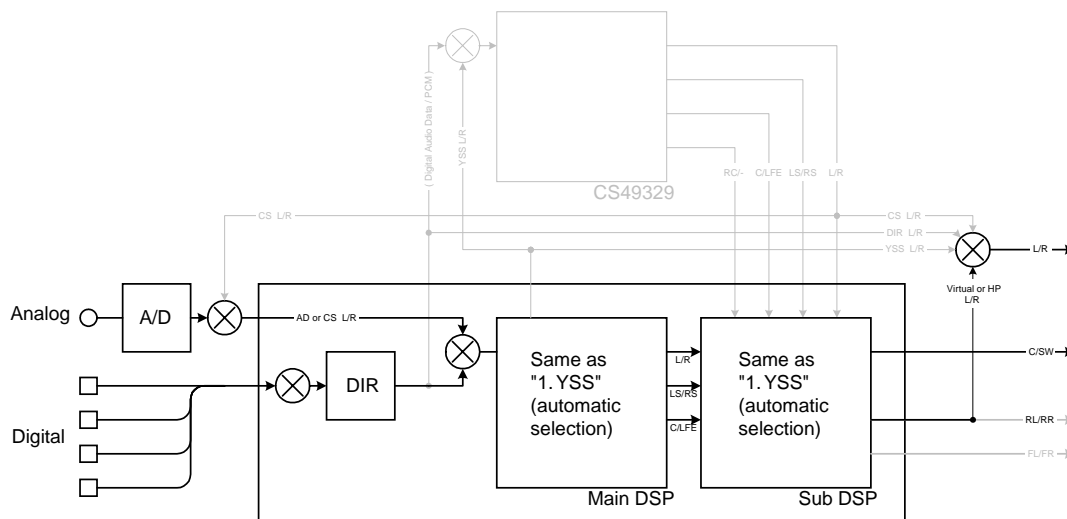 ( Digital Audio Data / PCM )
YSS L/R
RC/-
C/LFE
LS/RS
L/R
CS49329
CS L/R
CS L/R
DIR L/R
YSS L/R
L/R
Virtual or HP
L/R
Analog
A/D
AD or CS L/R
DIR
Digital
Same as
"1. YSS"
(automatic
selection)
L/R
LS/RS
C/LFE
Same as
"1. YSS"
(automatic
selection)
C/SW
RL/RR
FL/FR
Main DSP
Sub DSP